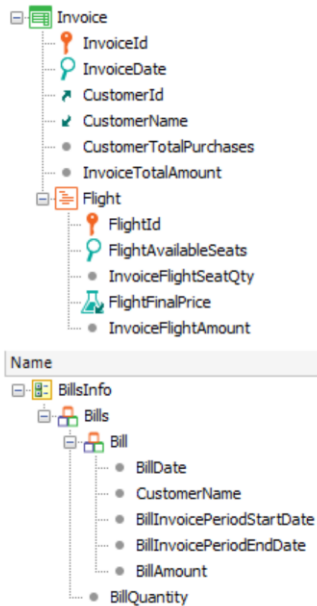 Invoice
InvoiceId
InvoiceDate
CustomerId
CustomerName
CustomerTotalPurchases
InvoiceTotalAmount
Flight
FlightId
FlightAvailableSeats
InvoiceFlightSeatQty
FlightFinalPrice
InvoiceFlightAmount
Name
BillsInfo
Bills
Bill
BillDate
CustomerName
BillInvoicePeriodStartDate
BillInvoicePeriodEndDate
BillAmount
BillQuantity